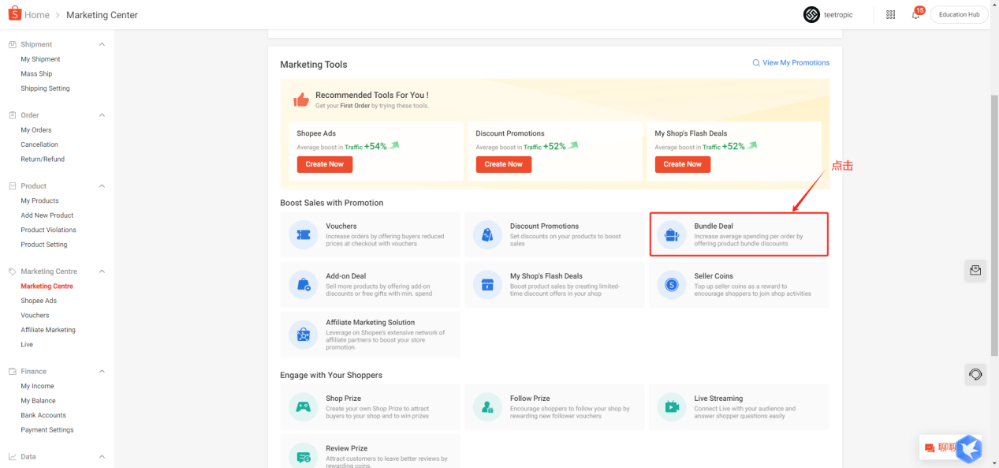 Home > Marketing Center
teetropic
15
Education Hub
Shipment
My Shipment
Mass Ship
Shipping Setting
Order
My Orders
Cancellation
Return/Refund
Product
My Products
Add New Product
Product Violations
Product Setting
Marketing Centre
Marketing Centre
Shopee Ads
Vouchers
Affiliate Marketing
Live
Finance
My Income
My Balance
Bank Accounts
Payment Settings
Data
Marketing Tools
View My Promotions
Recommended Tools For You !
Get your First Order by trying these tools.
Shopee Ads
Average boost in Traffic +54%
Create Now
Discount Promotions
Average boost in Traffic +52%
Create Now
My Shop's Flash Deals
Average boost in Traffic +52%
Create Now
点击
Boost Sales with Promotion
Vouchers
Increase orders by offering buyers reduced
prices at checkout with vouchers
Discount Promotions
Set discounts on your products to boost
sales
Bundle Deal
Increase average spending per order by
offering product bundle discounts
Add-on Deal
Sell more products by offering add-on
discounts or free gifts with min. spend
My Shop's Flash Deals
Boost product sales by creating limited-
time discount offers in your shop
Seller Coins
Top up seller coins as a reward to
encourage shoppers to join shop activities
Affiliate Marketing Solution
Leverage on Shopee's extensive network of
affiliate partners to boost your store
promotion
Engage with Your Shoppers
Shop Prize
Create your own Shop Prize to attract
buyers to your shop and to win prizes
Follow Prize
Encourage shoppers to follow your shop by
rewarding new follower vouchers
Live Streaming
Connect Live with your audience and
answer shopper questions easily
Review Prize
Attract customers to leave better reviews by
rewarding coins.
聊聊